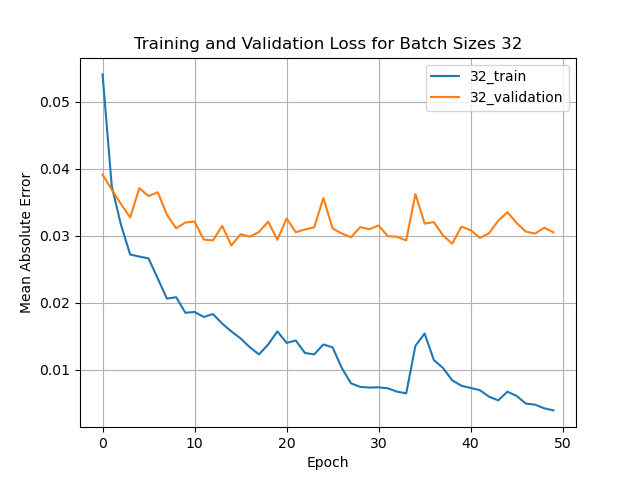 Training and Validation Loss for Batch Sizes 32
32_train
32_validation
0.05
0.04
0.03
0.02
0.01
Mean Absolute Error
0
10
20
30
40
50
Epoch